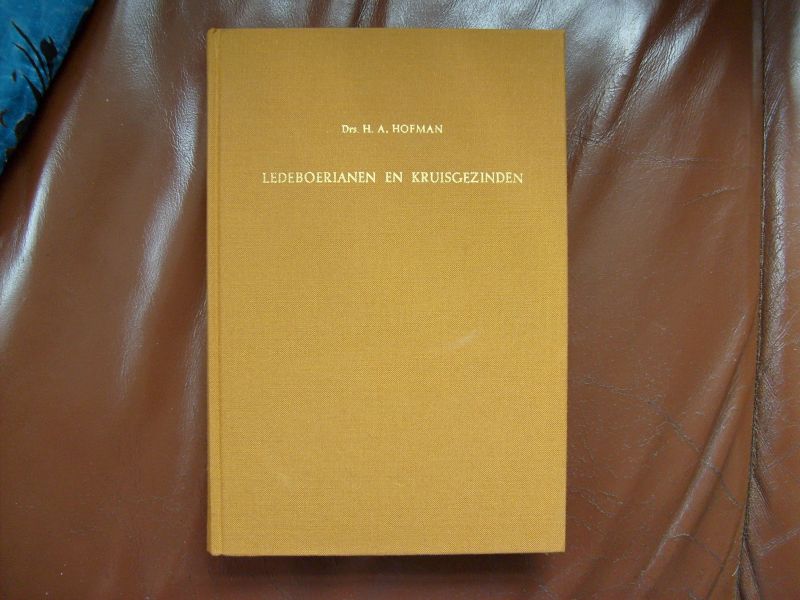 Drs. H. A. HOFMAN
LEDEBOERIANEN EN KRUISGEZINDEN